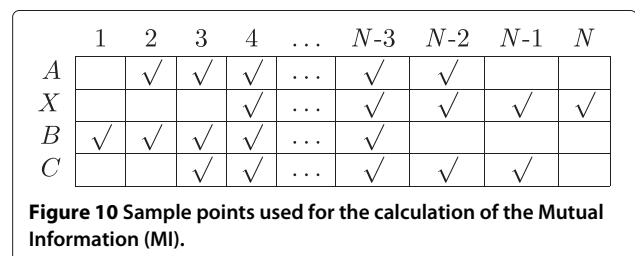 1 2 3 4 ... N-3 N-2 N-1 N
A √ √ √ ... √ √
X √ ... √ √ √ √
B √ √ √ √ ... √
C √ √ ... √ √ √
Figure 10 Sample points used for the calculation of the Mutual
Information (MI).